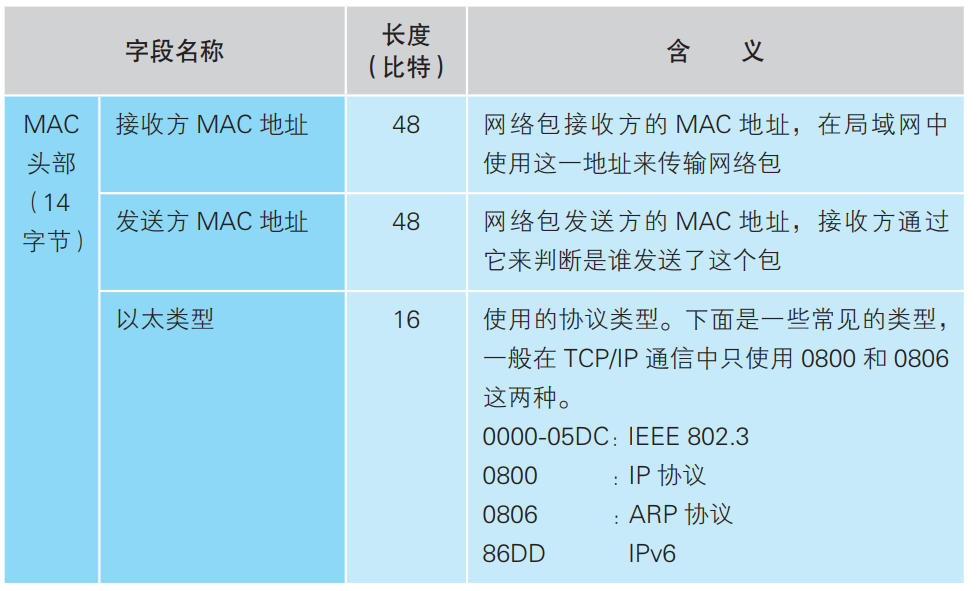 字段名称
长度
（比特）
含 义
MAC
头部
（14
字节）
接收方 MAC 地址
48
网络包接收方的 MAC 地址，在局域网中
使用这一地址来传输网络包
发送方 MAC 地址
48
网络包发送方的 MAC 地址，接收方通过
它来判断是谁发送了这个包
以太类型
16
使用的协议类型。下面是一些常见的类型，
一般在 TCP/IP 通信中只使用 0800 和 0806
这两种。
0000-05DC: IEEE 802.3
0800 : IP 协议
0806 : ARP 协议
86DD IPv6